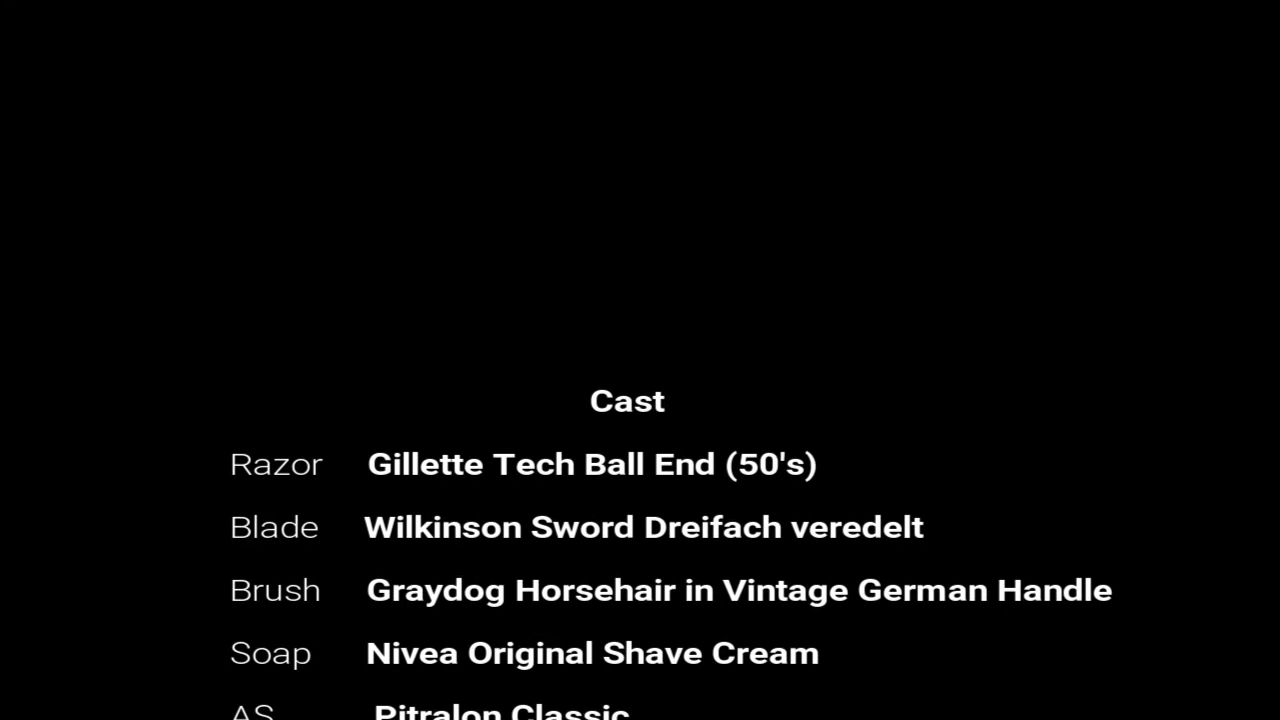 Cast
Razor Gillette Tech Ball End (50's)
Blade Wilkinson Sword Dreifach veredelt
Brush Graydog Horsehair in Vintage German Handle
Soap Nivea Original Shave Cream
AS Pitralon Classic